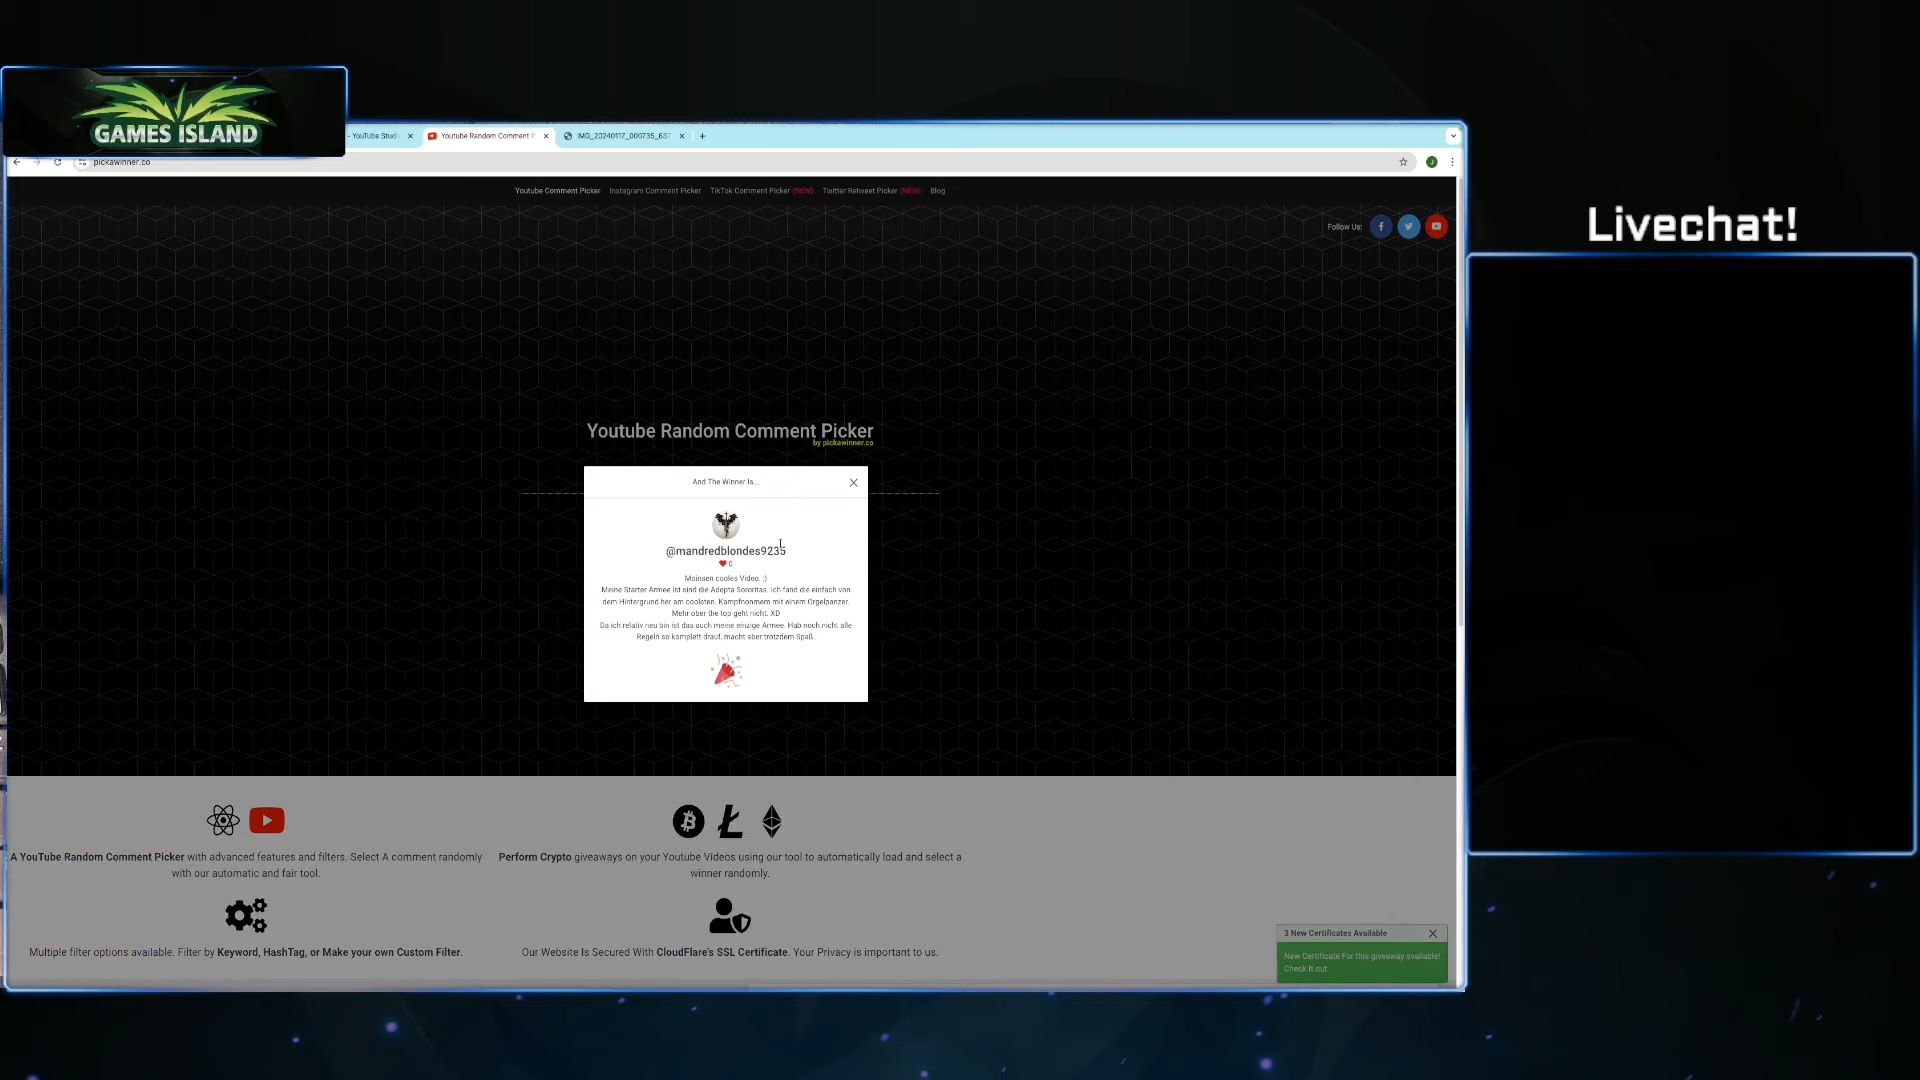 GAMES ISLAND
- YouTube Studi
Youtube Random Comment P
IMG_20240117_000735_637
pickawinner.co
J
Youtube Comment Picker
Instagram Comment Picker
TikTok Comment Picker (NEW)
Twitter Retweet Picker (NEW)
Blog
Follow Us:
Livechat!
Youtube Random Comment Picker
by pickawinner.co
And The Winner Is...
@mandredblondes9235
0
Moinsen cooles Video. :)
Meine Starter Armee ist sind die Adepta Sororitas. Ich fand die einfach von
dem Hintergrund her am coolsten. Kampfnonnem mit einem Orgelpanzer.
Mehr ober the top geht nicht. XD
Da ich relativ neu bin ist das auch meine einzige Armee. Hab noch nicht alle
Regeln so komplett drauf, macht aber trotzdem Spaß.
A YouTube Random Comment Picker with advanced features and filters. Select A comment randomly
with our automatic and fair tool.
Perform Crypto giveaways on your Youtube Videos using our tool to automatically load and select a
winner randomly.
Multiple filter options available. Filter by Keyword, HashTag, or Make your own Custom Filter.
Our Website Is Secured With CloudFlare's SSL Certificate. Your Privacy is important to us.
3 New Certificates Available
New Certificate For this giveaway available!
Check It out